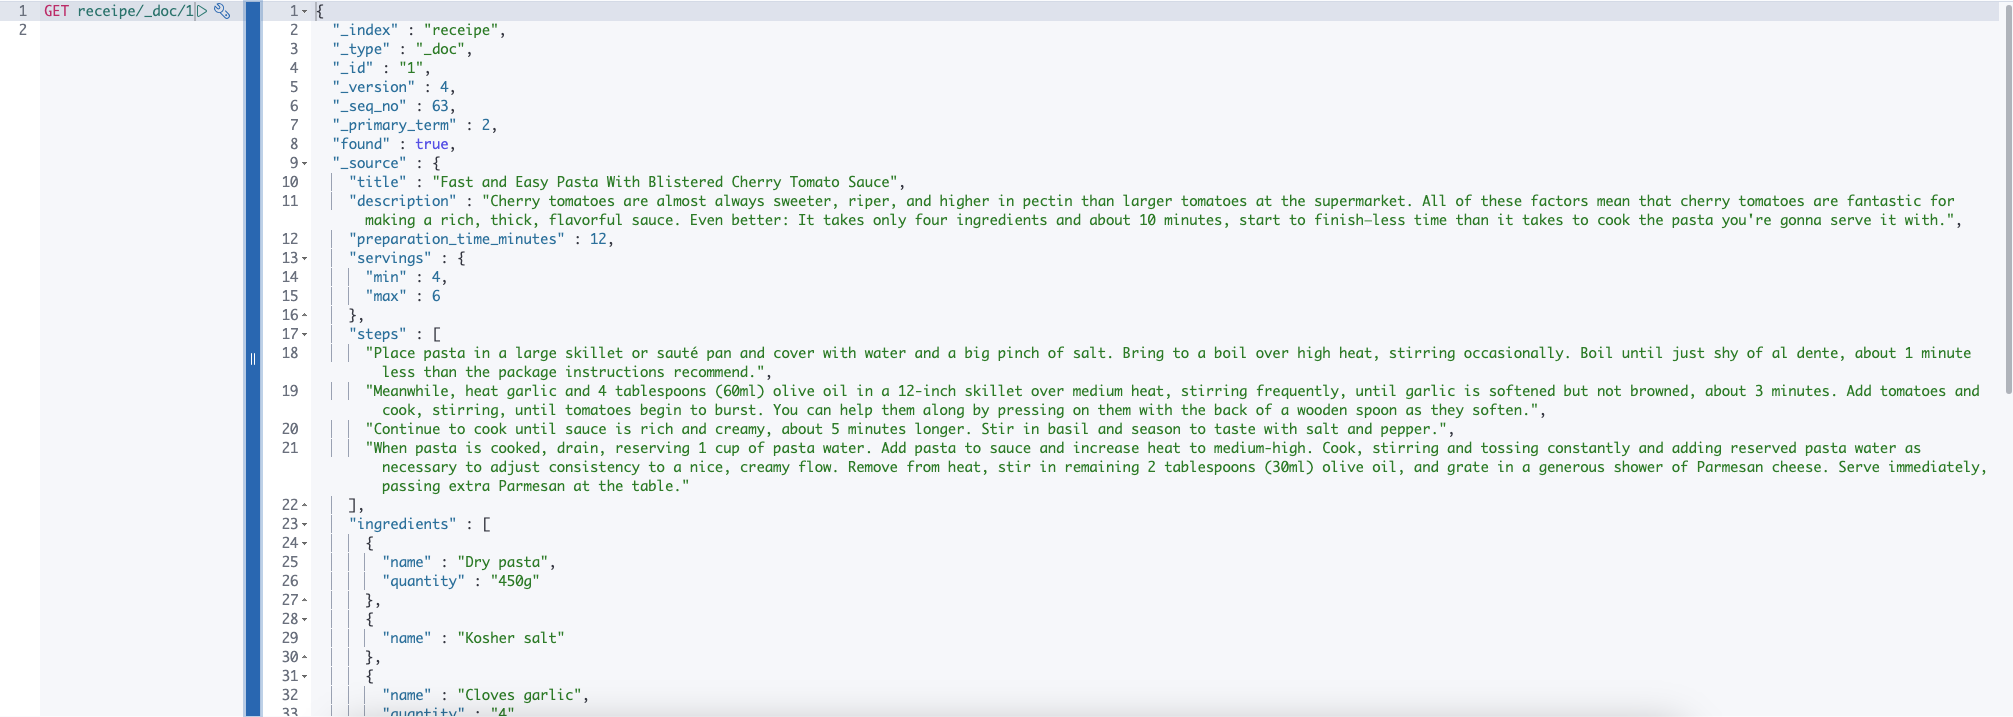 1 GET receipe/_doc/1
2
1 {
2 "_index" : "receipe",
3 "_type" : "_doc",
4 "_id" : "1",
5 "_version" : 4,
6 "_seq_no" : 63,
7 "_primary_term" : 2,
8 "found" : true,
9 "_source" : {
10 "title" : "Fast and Easy Pasta With Blistered Cherry Tomato Sauce",
11 "description" : "Cherry tomatoes are almost always sweeter, riper, and higher in pectin than larger tomatoes at the supermarket. All of these factors mean that cherry tomatoes are fantastic for
making a rich, thick, flavorful sauce. Even better: It takes only four ingredients and about 10 minutes, start to finish—less time than it takes to cook the pasta you're gonna serve it with.",
12 "preparation_time_minutes" : 12,
13 "servings" : {
14 "min" : 4,
15 "max" : 6
16 },
17 "steps" : [
18 "Place pasta in a large skillet or sauté pan and cover with water and a big pinch of salt. Bring to a boil over high heat, stirring occasionally. Boil until just shy of al dente, about 1 minute
less than the package instructions recommend.",
19 "Meanwhile, heat garlic and 4 tablespoons (60ml) olive oil in a 12-inch skillet over medium heat, stirring frequently, until garlic is softened but not browned, about 3 minutes. Add tomatoes and
cook, stirring, until tomatoes begin to burst. You can help them along by pressing on them with the back of a wooden spoon as they soften.",
20 "Continue to cook until sauce is rich and creamy, about 5 minutes longer. Stir in basil and season to taste with salt and pepper.",
21 "When pasta is cooked, drain, reserving 1 cup of pasta water. Add pasta to sauce and increase heat to medium-high. Cook, stirring and tossing constantly and adding reserved pasta water as
necessary to adjust consistency to a nice, creamy flow. Remove from heat, stir in remaining 2 tablespoons (30ml) olive oil, and grate in a generous shower of Parmesan cheese. Serve immediately,
passing extra Parmesan at the table."
22 ],
23 "ingredients" : [
24 {
25 "name" : "Dry pasta",
26 "quantity" : "450g"
27 },
28 {
29 "name" : "Kosher salt"
30 },
31 {
32 "name" : "Cloves garlic",
33 "quantity" : "4"